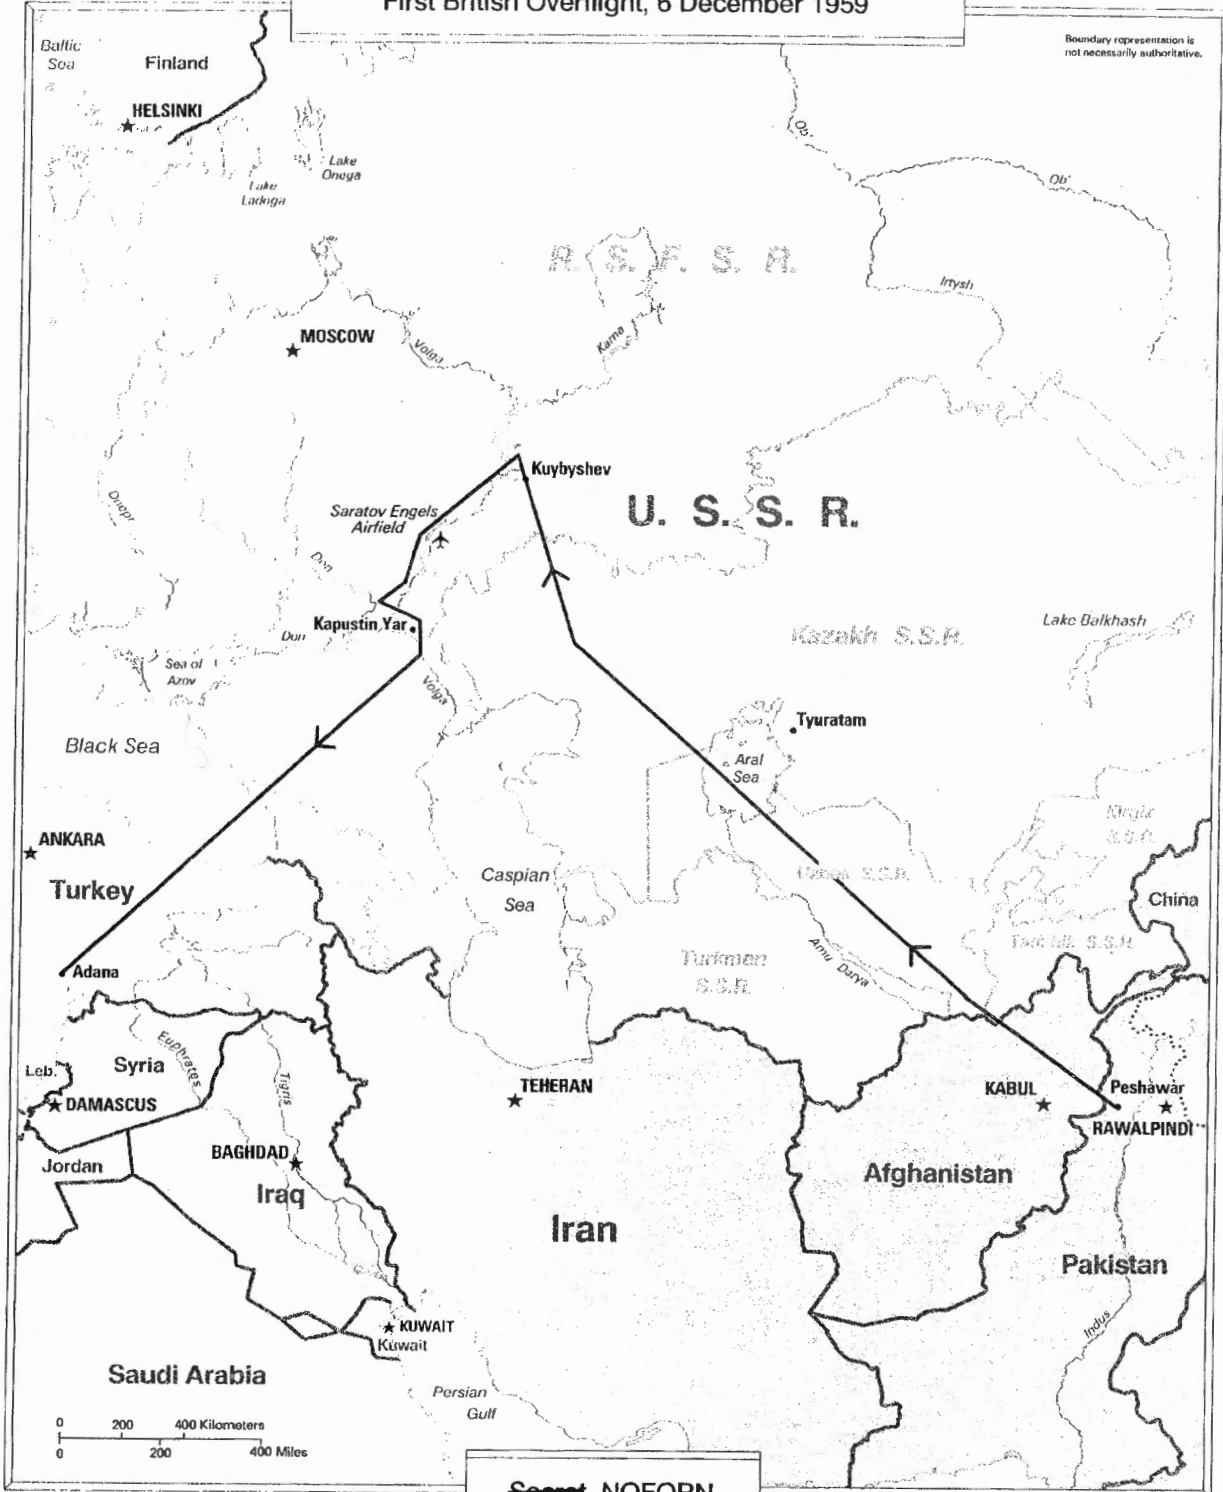 First British Overflight, 6 December 1959
Boundary representation is
not necessarily authoritative.
Baltic
Sea
Finland
HELSINKI
Lake
Onega
Lake
Ladoga
Ob'
Ob'
R. S. F. S. R.
Irtysh
MOSCOW
Volga
Kama
Kuybyshev
Dnepr
Saratov Engels
Airfield
U. S. S. R.
Don
Kapustin Yar
Don
Kazakh S.S.R.
Lake Balkhash
Sea of
Azov
Volga
Tyuratam
Black Sea
Aral
Sea
Kirgiz
S.S.R.
ANKARA
Turkey
Caspian
Sea
Uzbek S.S.R.
China
Tadzhik S.S.R.
Adana
Turkmen
S.S.R.
Amu Darya
Syria
Euphrates
Leb.
Tigris
TEHERAN
KABUL
Peshawar
DAMASCUS
RAWALPINDI
BAGHDAD
Jordan
Iraq
Afghanistan
Iran
Pakistan
KUWAIT
Kuwait
Indus
Saudi Arabia
Persian
Gulf
0 200 400 Kilometers
0 200 400 Miles
Secret NOFORN